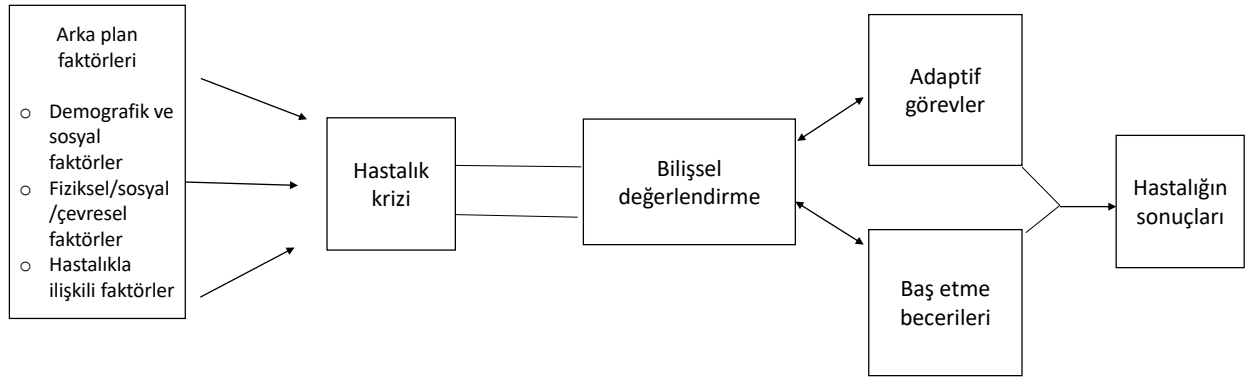 Arka plan
faktörleri
o Demografik ve
sosyal
faktörler
o Fiziksel/sosyal
/çevresel
faktörler
o Hastalıkla
ilişkili faktörler
Hastalık
krizi
Bilişsel
değerlendirme
Adaptif
görevler
Baş etme
becerileri
Hastalığın
sonuçları